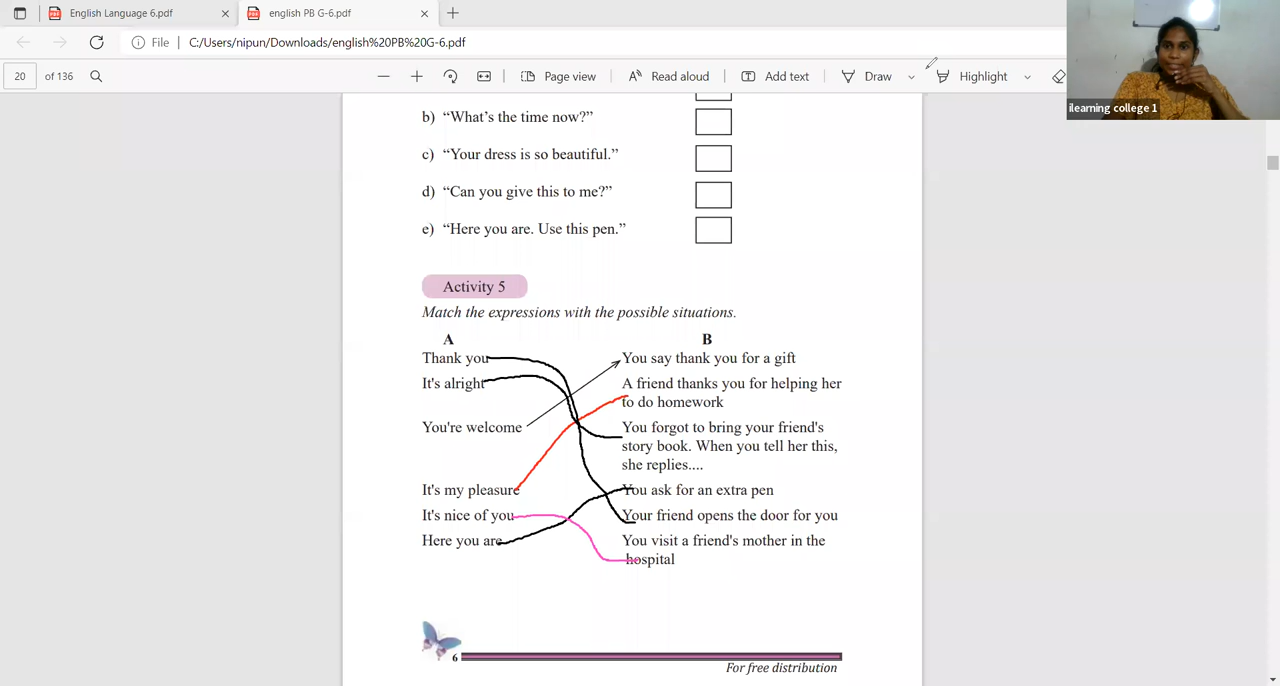 English Language 6.pdf
english PB G-6.pdf
File
C:/Users/nipun/Downloads/english%20PB%20G-6.pdf
20 of 136
Page view
Read aloud
Add text
Draw
Highlight
ilearning college 1
b) “What’s the time now?”
c) “Your dress is so beautiful.”
d) “Can you give this to me?”
e) “Here you are. Use this pen.”
Activity 5
Match the expressions with the possible situations.
A
Thank you
It's alright
You're welcome
It's my pleasure
It's nice of you
Here you are
B
You say thank you for a gift
A friend thanks you for helping her
to do homework
You forgot to bring your friend's
story book. When you tell her this,
she replies....
You ask for an extra pen
Your friend opens the door for you
You visit a friend's mother in the
hospital
6
For free distribution